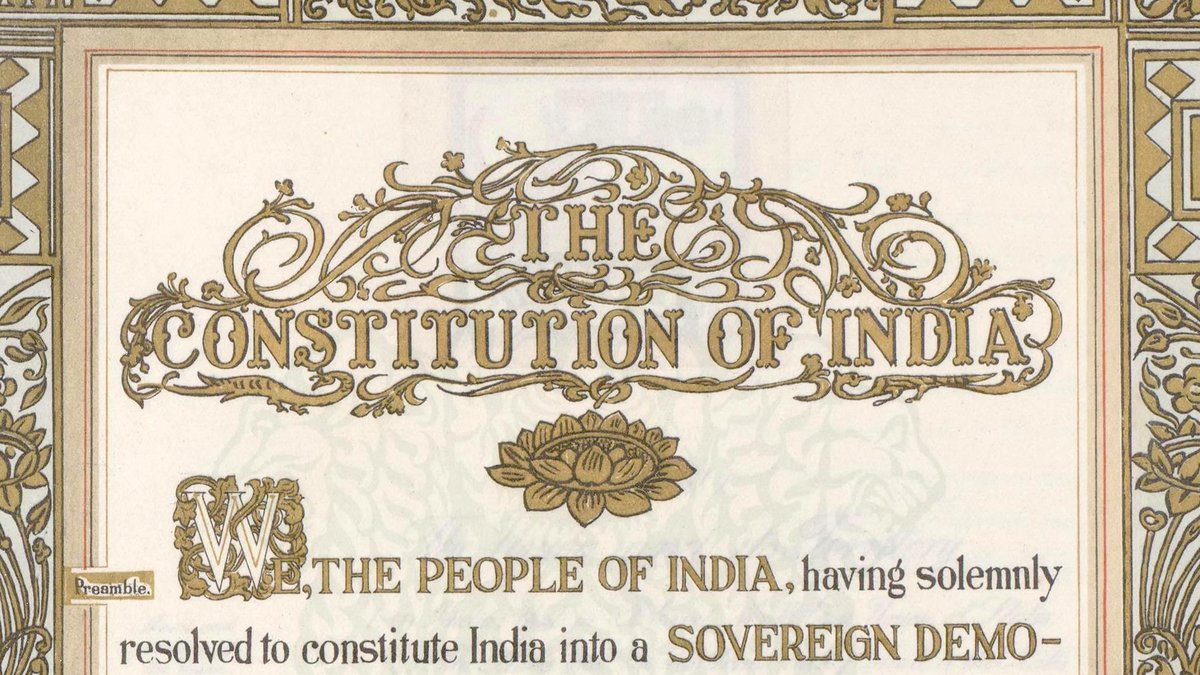 THE
CONSTITUTION OF INDIA
Preamble.
WE, THE PEOPLE OF INDIA, having solemnly
resolved to constitute India into a SOVEREIGN DEMO-